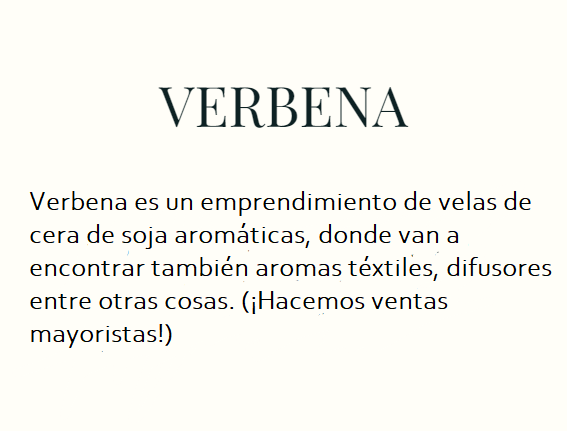 VERBENA
Verbena es un emprendimiento de velas de
cera de soja aromáticas, donde van a
encontrar también aromas téxtiles, difusores
entre otras cosas. (¡Hacemos ventas
mayoristas!)